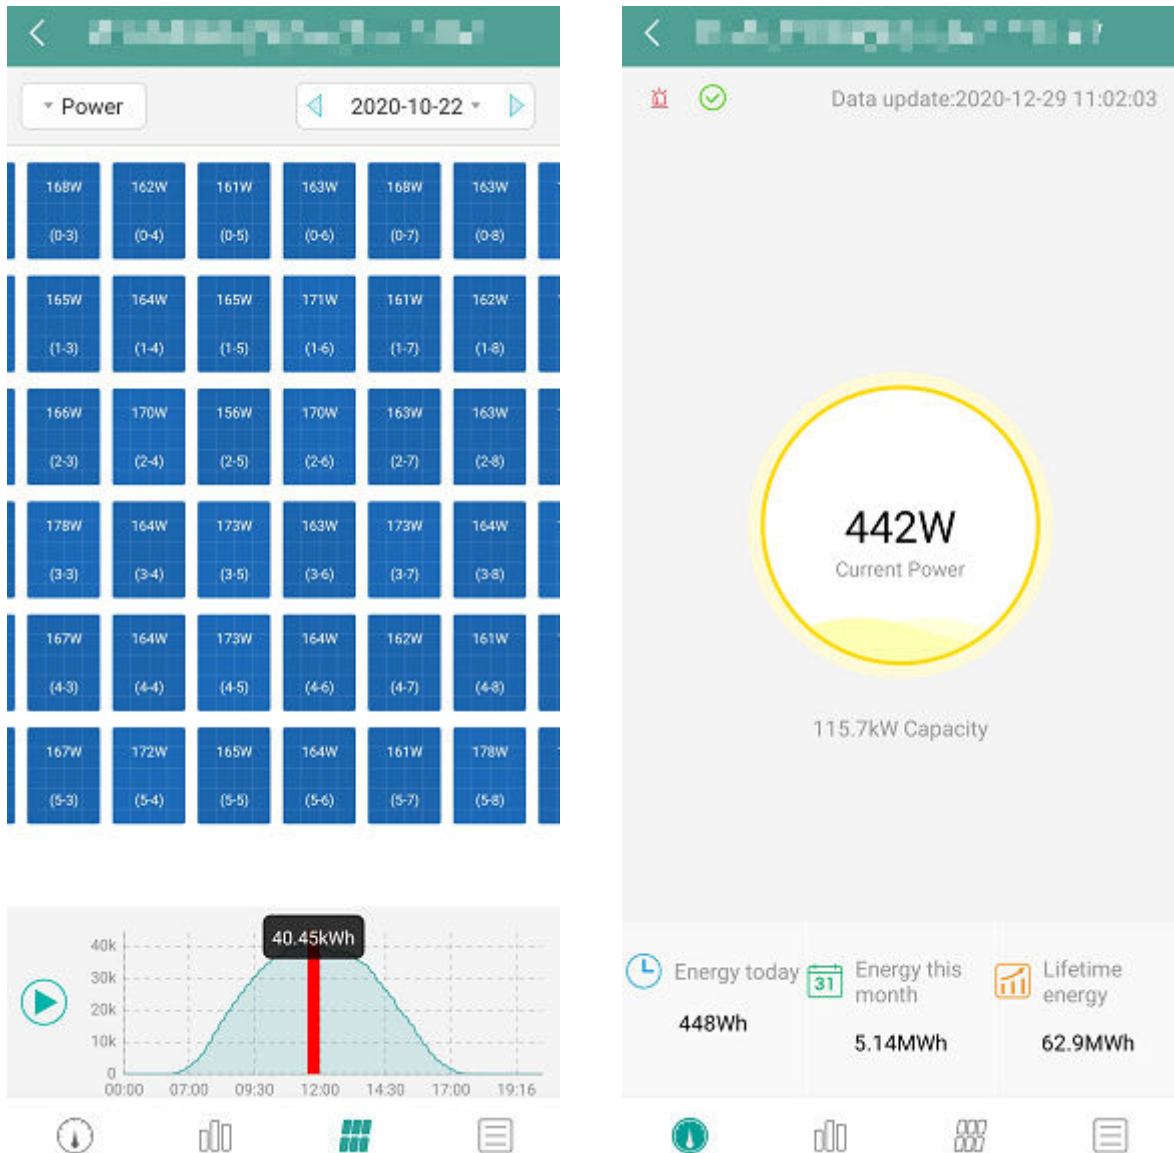 Power
2020-10-22
168W 162W 161W 163W 168W 163W
(0-3) (0-4) (0-5) (0-6) (0-7) (0-8)
165W 164W 165W 171W 161W 162W
(1-3) (1-4) (1-5) (1-6) (1-7) (1-8)
166W 170W 156W 170W 163W 163W
(2-3) (2-4) (2-5) (2-6) (2-7) (2-8)
178W 164W 173W 163W 173W 164W
(3-3) (3-4) (3-5) (3-6) (3-7) (3-8)
167W 164W 173W 164W 162W 161W
(4-3) (4-4) (4-5) (4-6) (4-7) (4-8)
167W 172W 165W 164W 161W 178W
(5-3) (5-4) (5-5) (5-6) (5-7) (5-8)
40.45kWh
40k
30k
20k
10k
0
00:00 07:00 09:30 12:00 14:30 17:00 19:16
Data update:2020-12-29 11:02:03
442W
Current Power
115.7kW Capacity
Energy today
448Wh
31
Energy this
month
5.14MWh
Lifetime
energy
62.9MWh